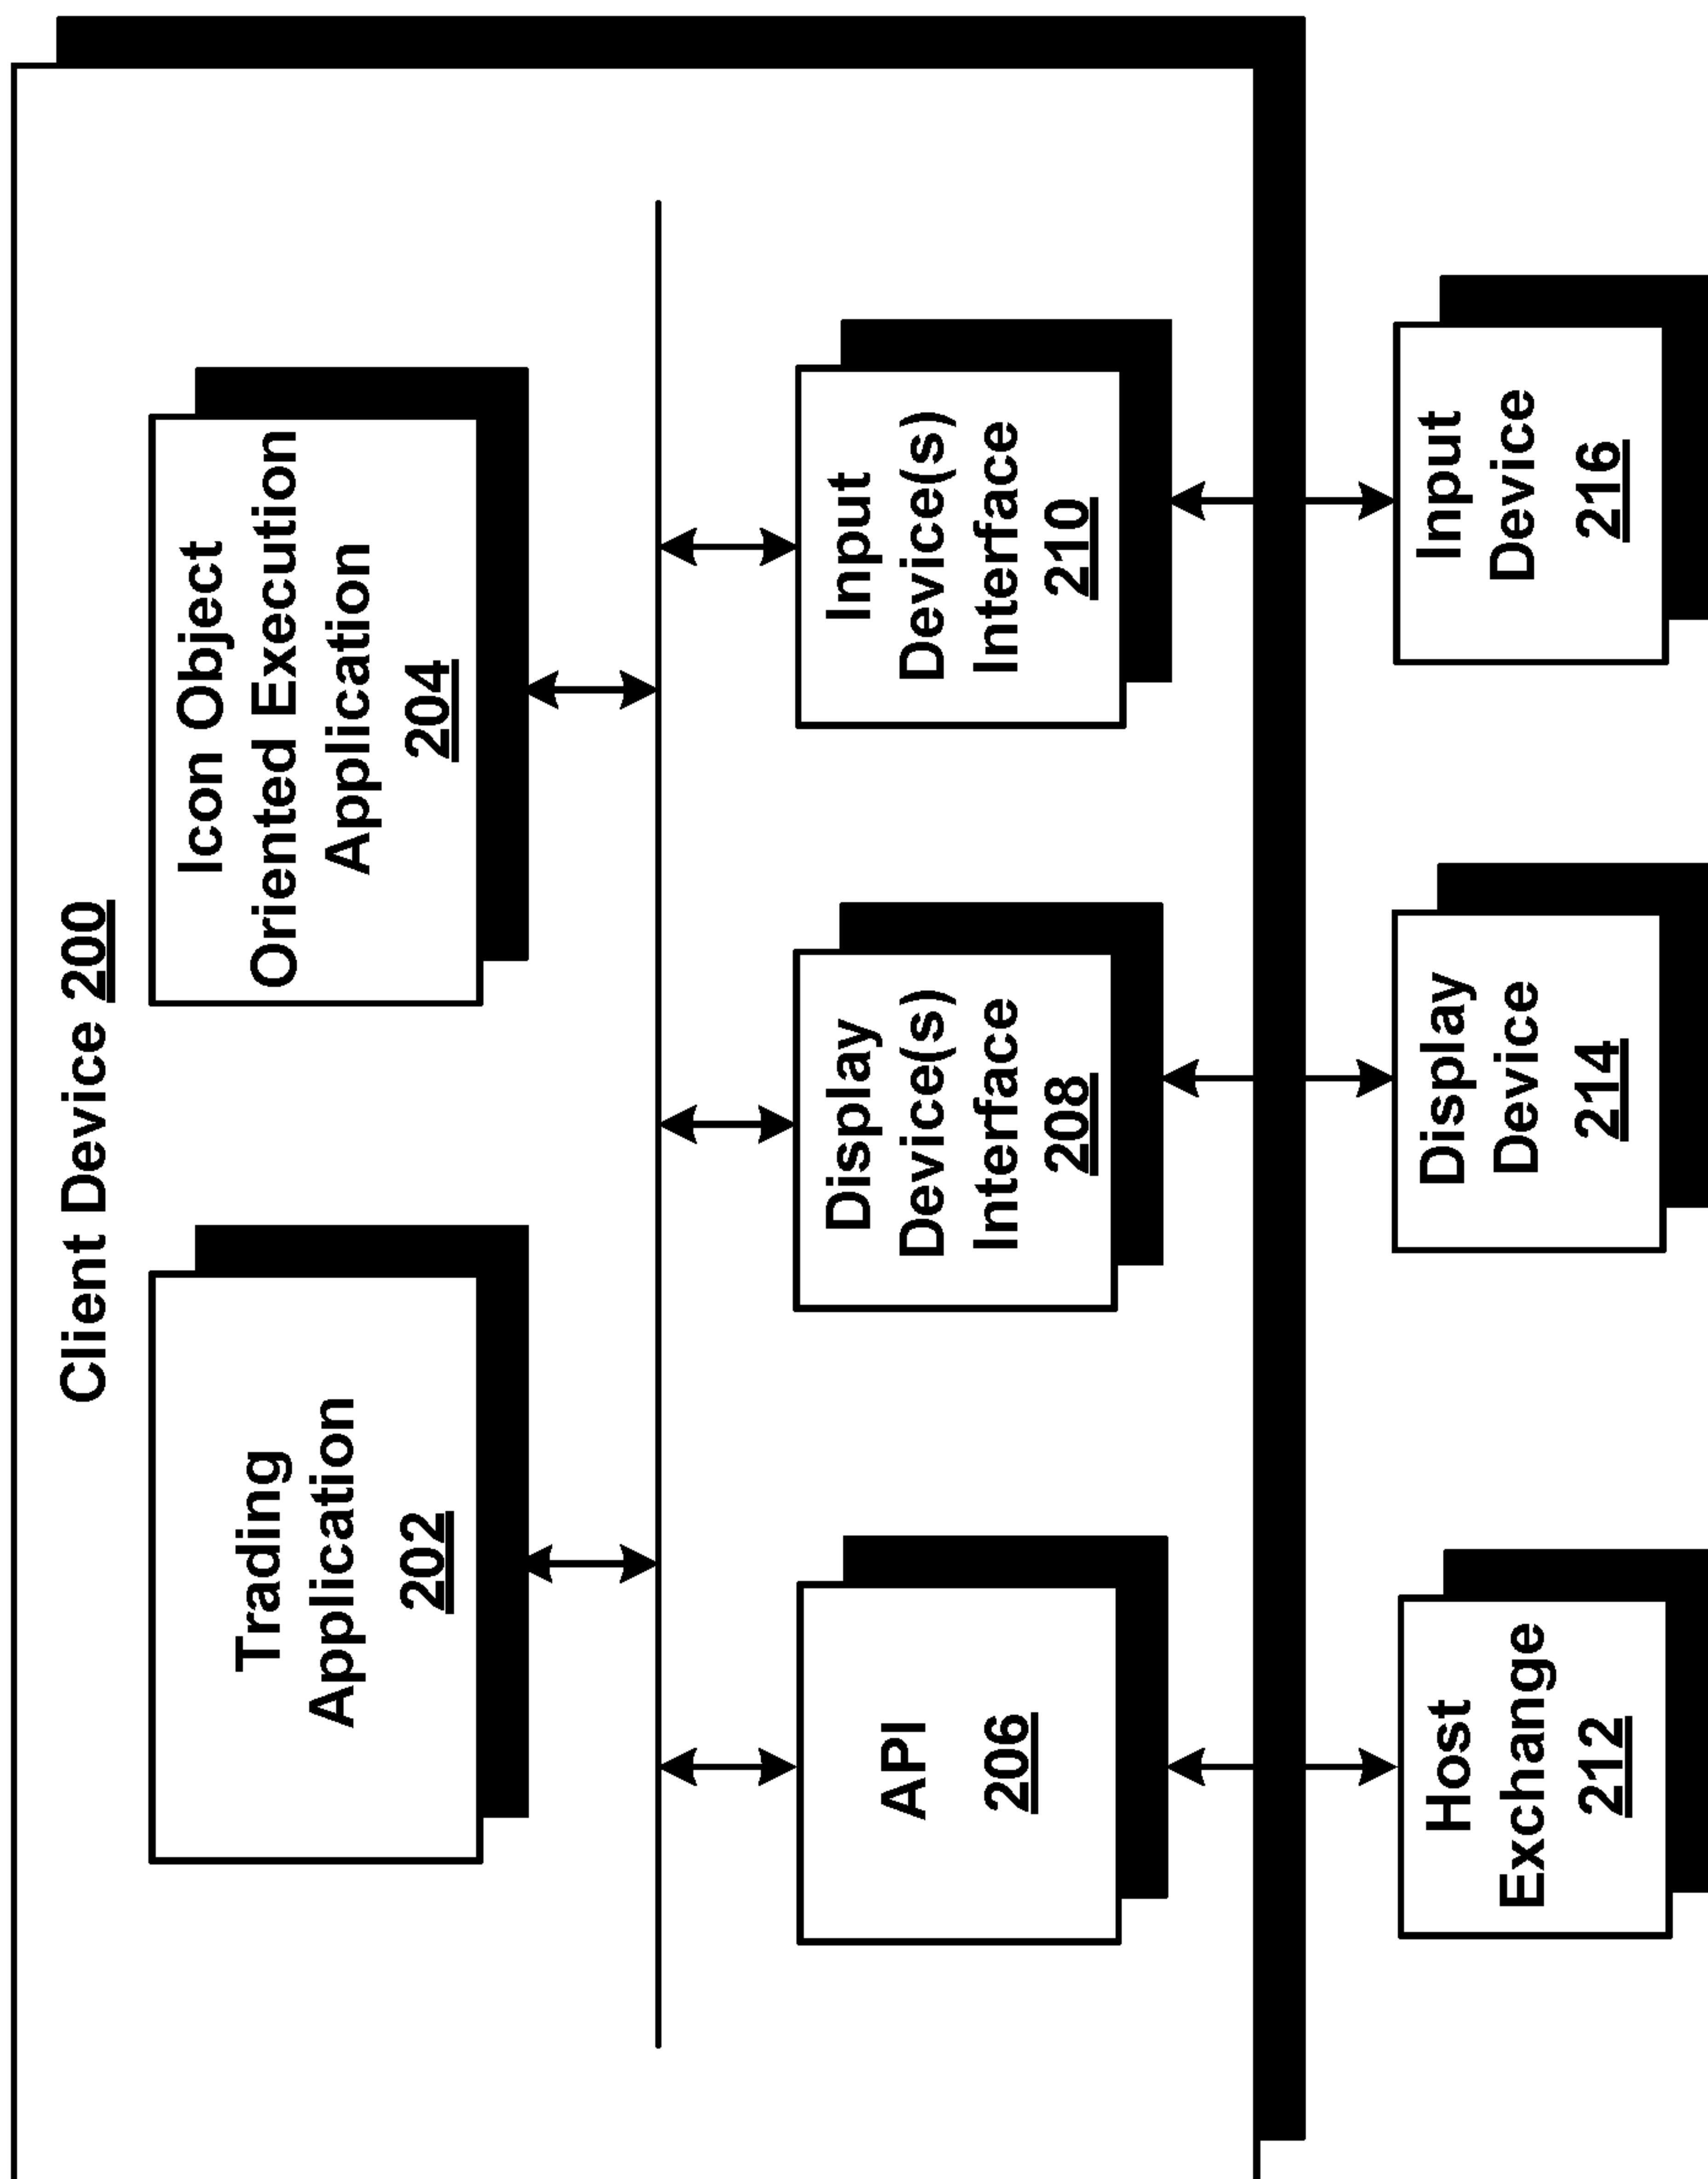 Client Device 200
Trading
Application
202
Icon Object
Oriented Execution
Application
204
API
206
Display
Device(s)
Interface
208
Input
Device(s)
Interface
210
Host
Exchange
212
Display
Device
214
Input
Device
216